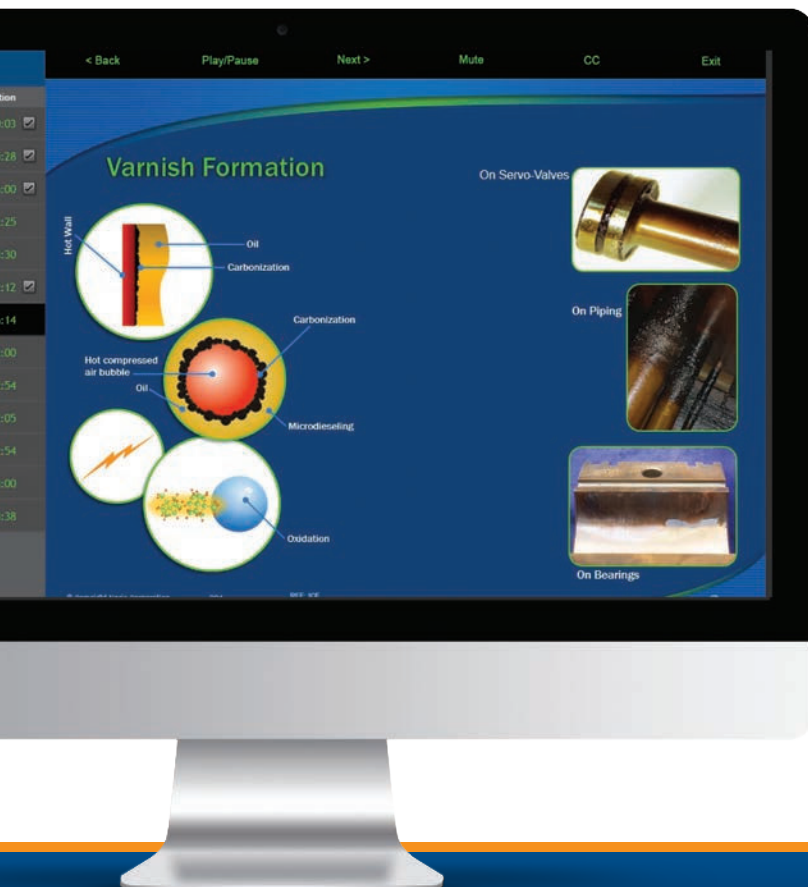 < Back Play/Pause Next > Mute CC Exit
tion
:03
:28
:00
:25
:30
:12
:14
:00
:54
:05
:54
:00
:38
Varnish Formation
On Servo-Valves
Hot Wall
Oil
Carbonization
On Piping
Carbonization
Hot compressed
air bubble
Oil
Microdieseling
Oxidation
On Bearings